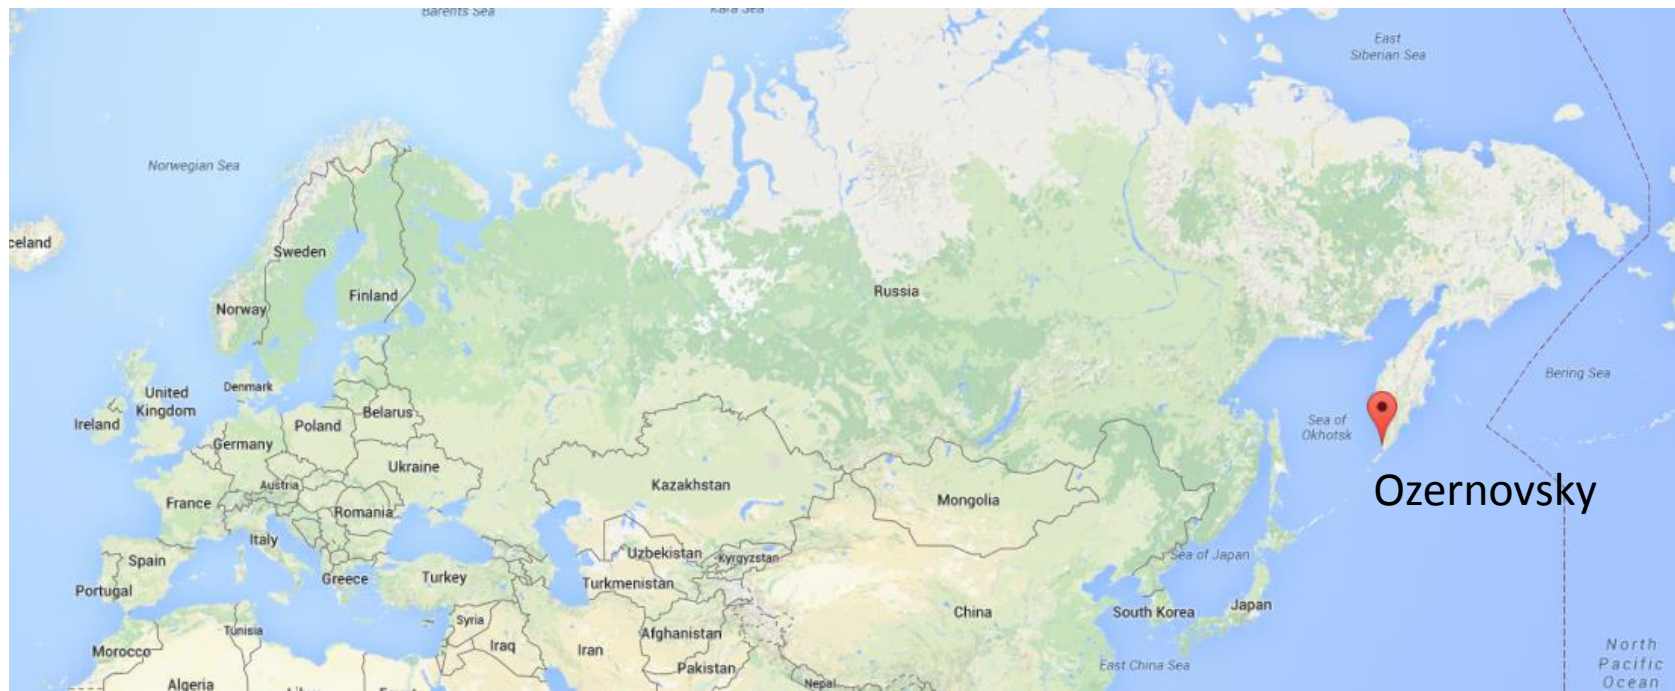 Barents Sea
Kara Sea
East
Siberian Sea
Norwegian Sea
celand
Sweden
Finland
Norway
Russia
Denmark
United
Kingdom
Ireland
Belarus
Poland
Germany
Ukraine
Austria
France
Romania
Italy
Spain
Portugal
Greece
Turkey
Kazakhstan
Mongolia
Uzbekistan
Kyrgyzstan
Turkmenistan
Syria
Iraq
Iran
Afghanistan
Pakistan
Nepal
China
South Korea
Japan
Sea of Japan
East China Sea
Sea of
Okhotsk
Bering Sea
Ozernovsky
Morocco
Tunisia
Algeria
North
Pacific
Ocean